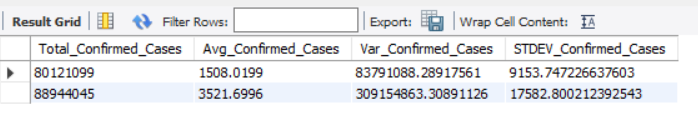 Result Grid Filter Rows: Export: Wrap Cell Content: IA
Total_Confirmed_Cases Avg_Confirmed_Cases Var_Confirmed_Cases STDEV_Confirmed_Cases
80121099 1508.0199 83791088.28917561 9153.747226637603
88944045 3521.6996 309154863.30891126 17582.800212392543